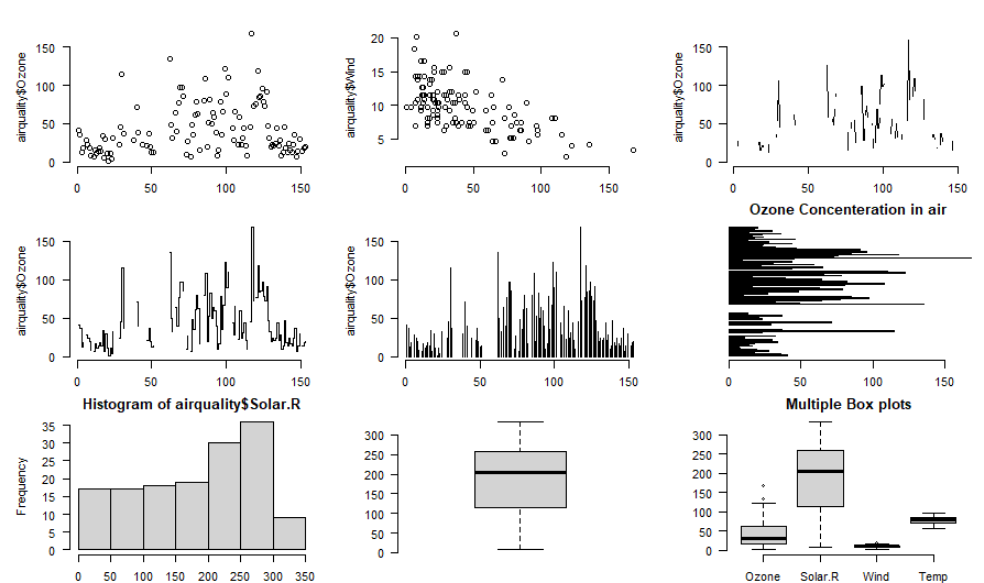 airquality$Ozone
150
100
50
0
0 50 100 150
airquality$Wind
20
15
10
5
0 50 100 150
airquality$Ozone
150
100
50
0
0 50 100 150
airquality$Ozone
150
100
50
0
0 50 100 150
airquality$Ozone
150
100
50
0
0 50 100 150
Ozone Concenteration in air
0 50 100 150
Histogram of airquality$Solar.R
Frequency
35
30
25
20
15
10
5
0
0 50 100 150 200 250 300 350
300
250
200
150
100
50
0
Multiple Box plots
300
250
200
150
100
50
0
Ozone Solar.R Wind Temp